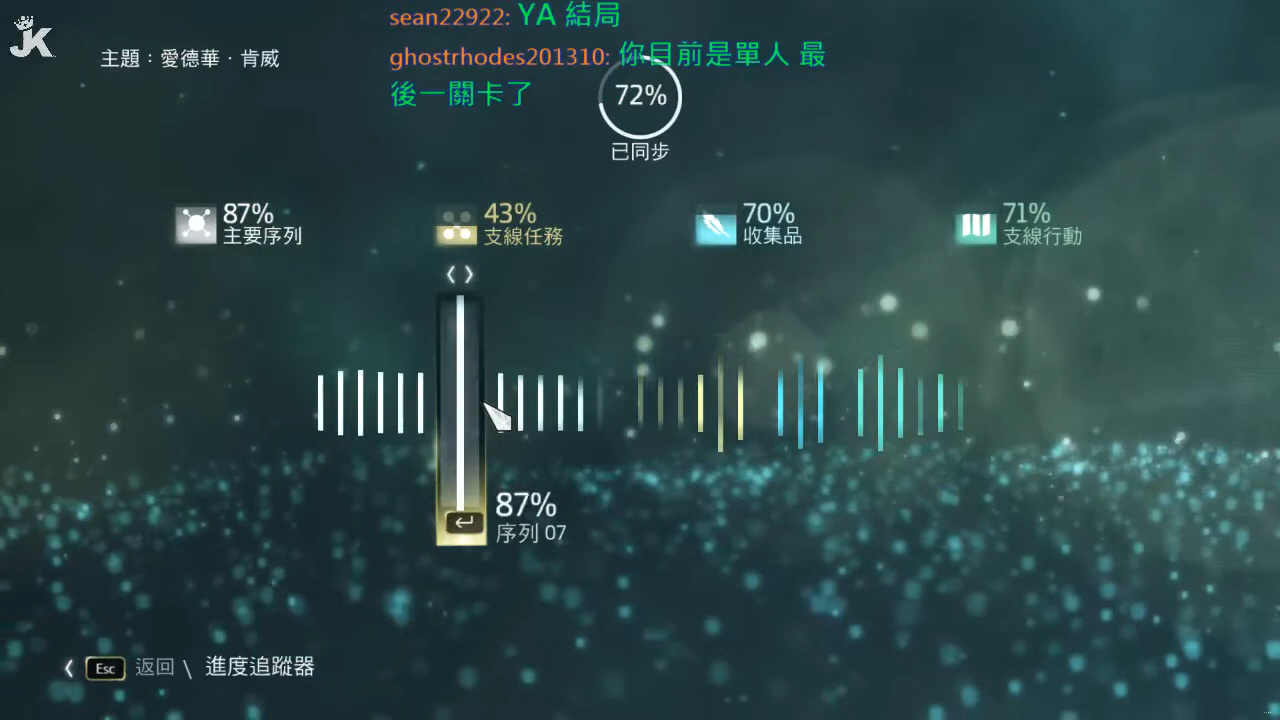 JK
sean22922: YA 結局
主題：愛德華·肯威
ghostrhodes201310: 你目前是單人 最
後一關卡了
72%
已同步
87%
主要序列
43%
支線任務
70%
收集品
71%
支線行動
87%
序列 07
Esc 返回 \ 進度追蹤器